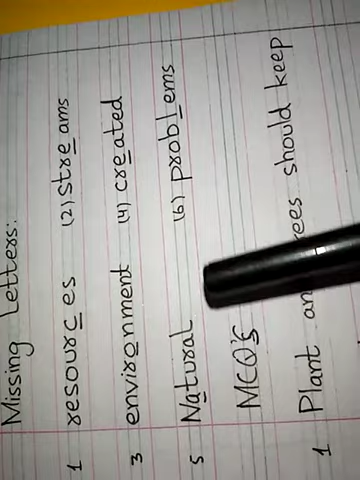 Missing Letters:
1 resources (2) streams
3 environment (4) created
5 Natural (6) problems
MCQ'S
1 Plant an rees should keep